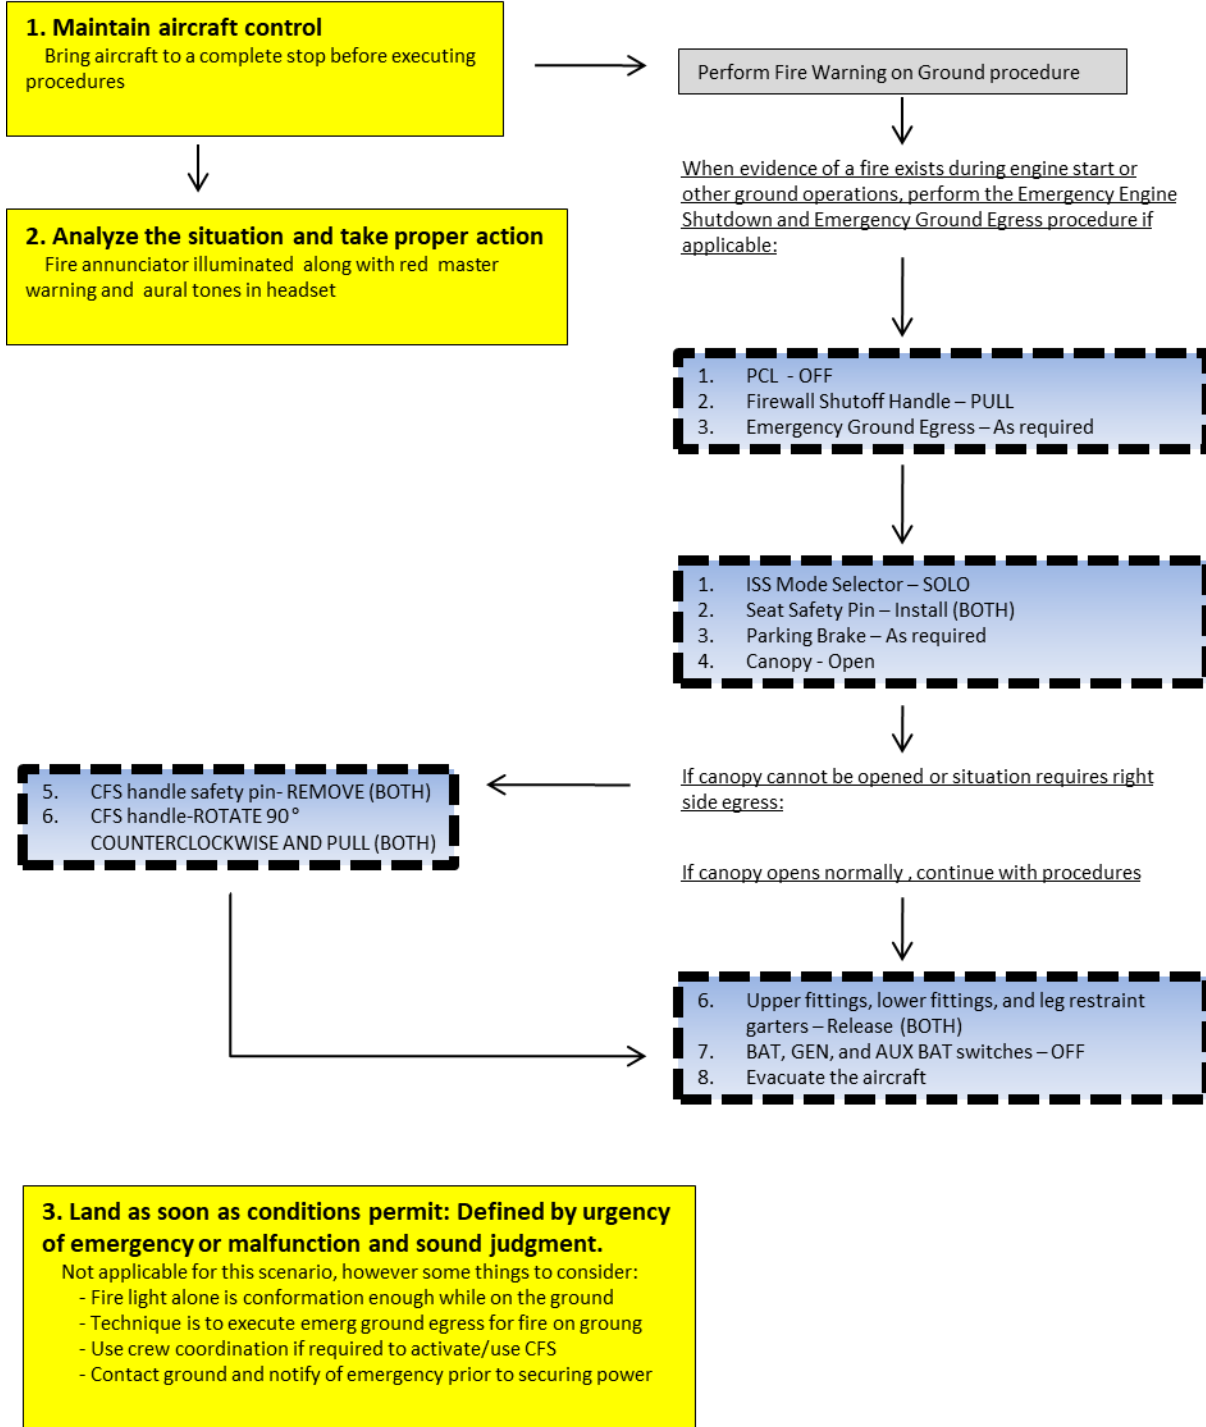 1. Maintain aircraft control
Bring aircraft to a complete stop before executing
procedures
Perform Fire Warning on Ground procedure
When evidence of a fire exists during engine start or
other ground operations, perform the Emergency Engine
Shutdown and Emergency Ground Egress procedure if
applicable:
2. Analyze the situation and take proper action
Fire annunciator illuminated along with red master
warning and aural tones in headset
1. PCL - OFF
2. Firewall Shutoff Handle – PULL
3. Emergency Ground Egress – As required
1. ISS Mode Selector – SOLO
2. Seat Safety Pin – Install (BOTH)
3. Parking Brake – As required
4. Canopy - Open
If canopy cannot be opened or situation requires right
side egress:
5. CFS handle safety pin- REMOVE (BOTH)
6. CFS handle-ROTATE 90°
COUNTERCLOCKWISE AND PULL (BOTH)
If canopy opens normally , continue with procedures
6. Upper fittings, lower fittings, and leg restraint
garters – Release (BOTH)
7. BAT, GEN, and AUX BAT switches – OFF
8. Evacuate the aircraft
3. Land as soon as conditions permit: Defined by urgency
of emergency or malfunction and sound judgment.
Not applicable for this scenario, however some things to consider:
- Fire light alone is conformation enough while on the ground
- Technique is to execute emerg ground egress for fire on groung
- Use crew coordination if required to activate/use CFS
- Contact ground and notify of emergency prior to securing power